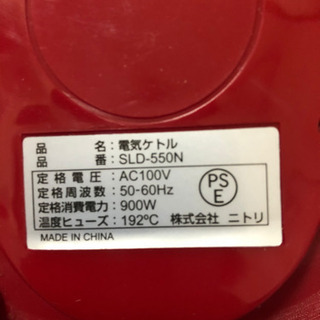 品　　名：電気ケトル
品　　番：SLD-550N
定格電圧：AC100V
定格周波数：50-60Hz
定格消費電力：900W
温度ヒューズ：192℃ 株式会社 ニトリ
MADE IN CHINA
PS
E